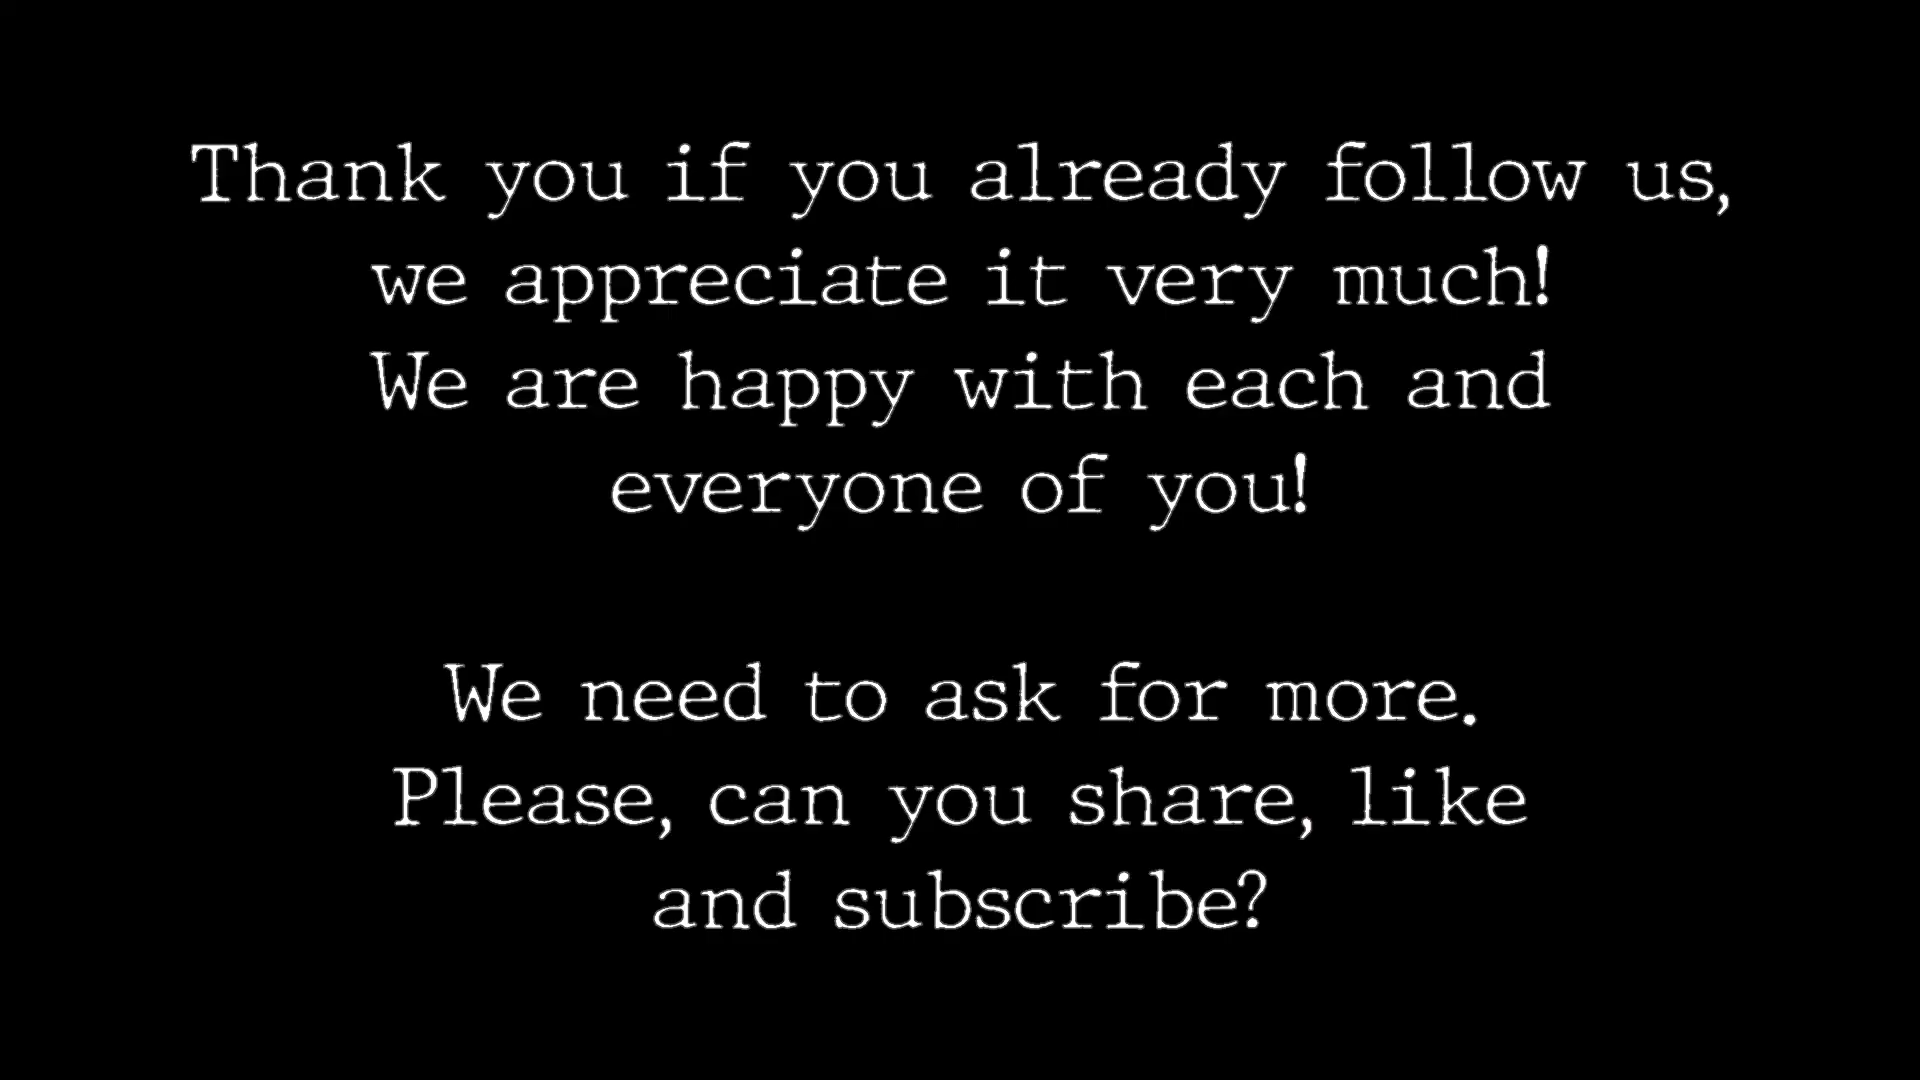 Thank you if you already follow us,
we appreciate it very much!
We are happy with each and
everyone of you!
We need to ask for more.
Please, can you share, like
and subscribe?